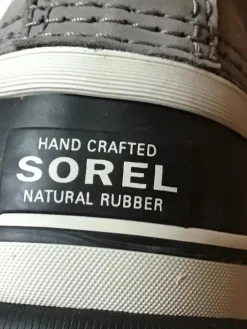 HAND CRAFTED
SOREL
NATURAL RUBBER